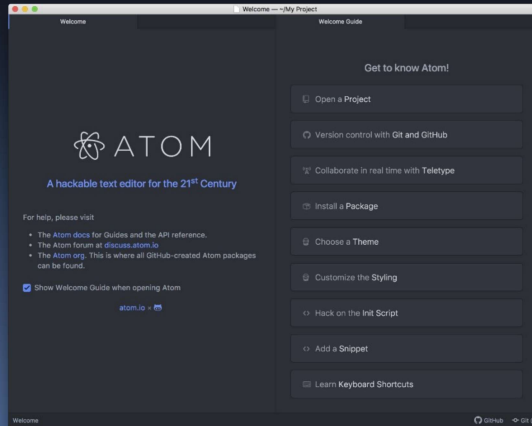 Welcome — ~/My Project
Welcome
Welcome Guide
ATOM
A hackable text editor for the 21st Century
For help, please visit
• The Atom docs for Guides and the API reference.
• The Atom forum at discuss.atom.io
• The Atom org. This is where all GitHub-created Atom packages
can be found.
Show Welcome Guide when opening Atom
atom.io ×
Get to know Atom!
Open a Project
Version control with Git and GitHub
Collaborate in real time with Teletype
Install a Package
Choose a Theme
Customize the Styling
Hack on the Init Script
Add a Snippet
Learn Keyboard Shortcuts
Welcome
GitHub
Git